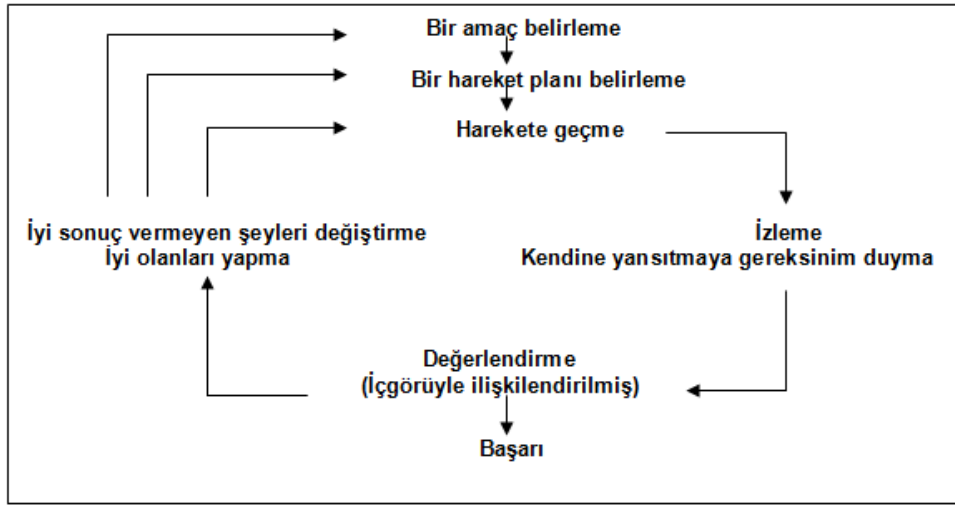 Bir amaç belirleme
Bir hareket planı belirleme
Harekete geçme
İyi sonuç vermeyen şeyleri değiştirme
İyi olanları yapma
İzleme
Kendine yansıtmaya gereksinim duyma
Değerlendirme
(İçgörüyle ilişkilendirilmiş)
Başarı